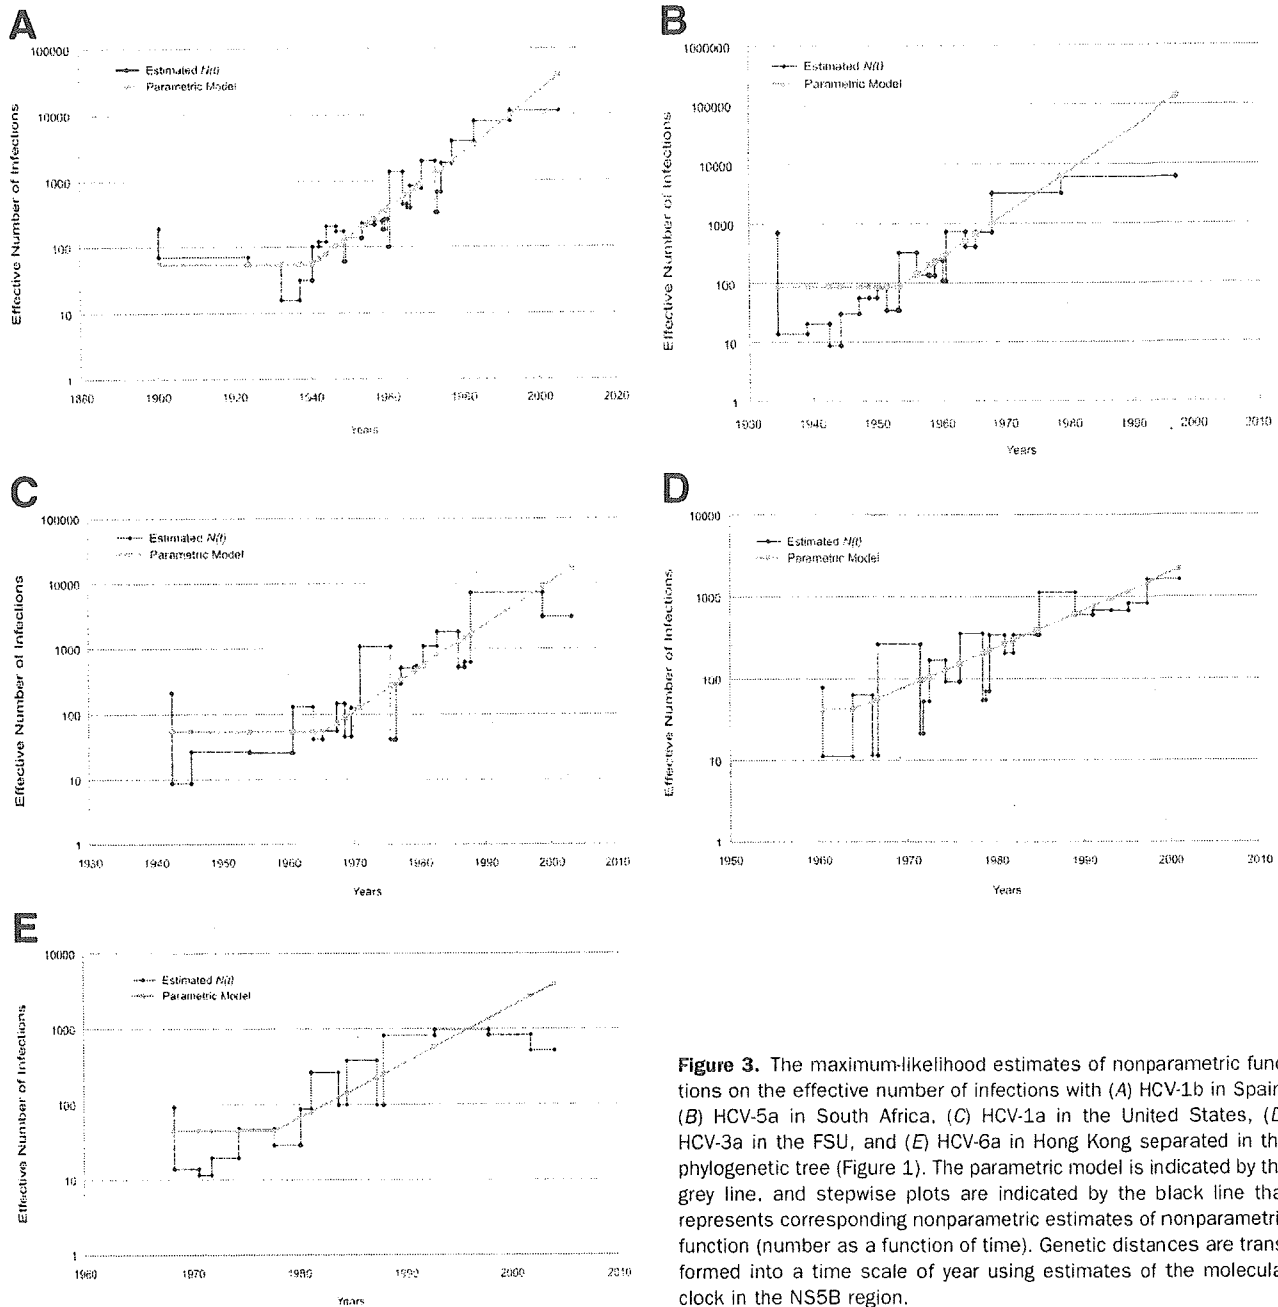 A
100000
10000
1000
100
10
1
Effective Number of Infections
Estimated N(t)
Parametric Model
1880 1900 1920 1940 1960 1980 2000 2020
Years
B
1000000
100000
10000
1000
100
10
1
Effective Number of Infections
Estimated N(t)
Parametric Model
1930 1940 1950 1960 1970 1980 1990 2000 2010
Years
C
100000
10000
1000
100
10
1
Effective Number of Infections
Estimated N(t)
Parametric Model
1930 1940 1950 1960 1970 1980 1990 2000 2010
Years
D
10000
1000
100
10
1
Effective Number of Infections
Estimated N(t)
Parametric Model
1950 1960 1970 1980 1990 2000 2010
Years
E
10000
1000
100
10
1
Effective Number of Infections
Estimated N(t)
Parametric Model
1960 1970 1980 1990 2000 2010
Years
Figure 3. The maximum-likelihood estimates of nonparametric func
tions on the effective number of infections with (A) HCV-1b in Spain
(B) HCV-5a in South Africa, (C) HCV-1a in the United States, (D
HCV-3a in the FSU, and (E) HCV-6a in Hong Kong separated in th
phylogenetic tree (Figure 1). The parametric model is indicated by th
grey line, and stepwise plots are indicated by the black line tha
represents corresponding nonparametric estimates of nonparametri
function (number as a function of time). Genetic distances are trans
formed into a time scale of year using estimates of the molecula
clock in the NS5B region.